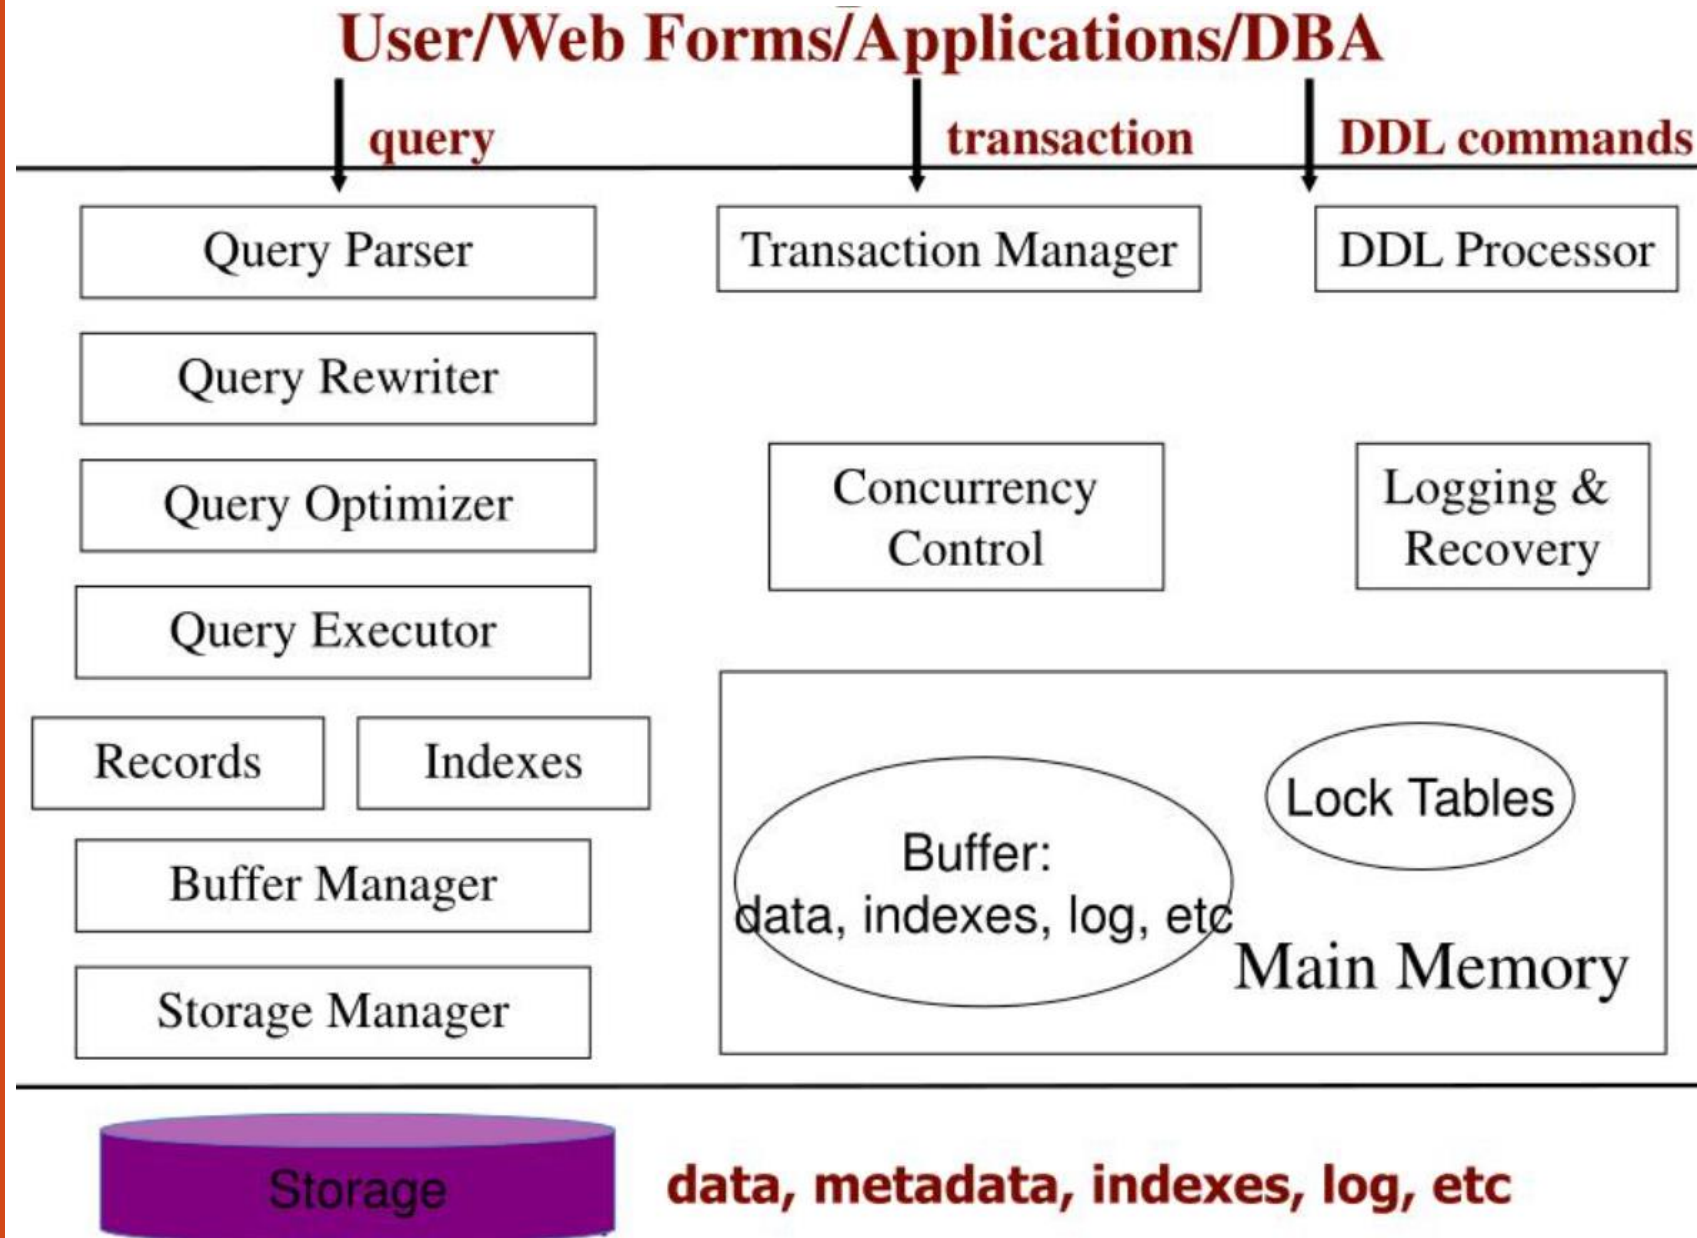 User/Web Forms/Applications/DBA
query
transaction
DDL commands
Query Parser
Transaction Manager
DDL Processor
Query Rewriter
Query Optimizer
Concurrency
Control
Logging &
Recovery
Query Executor
Records
Indexes
Buffer Manager
Storage Manager
Buffer:
data, indexes, log, etc
Lock Tables
Main Memory
Storage
data, metadata, indexes, log, etc